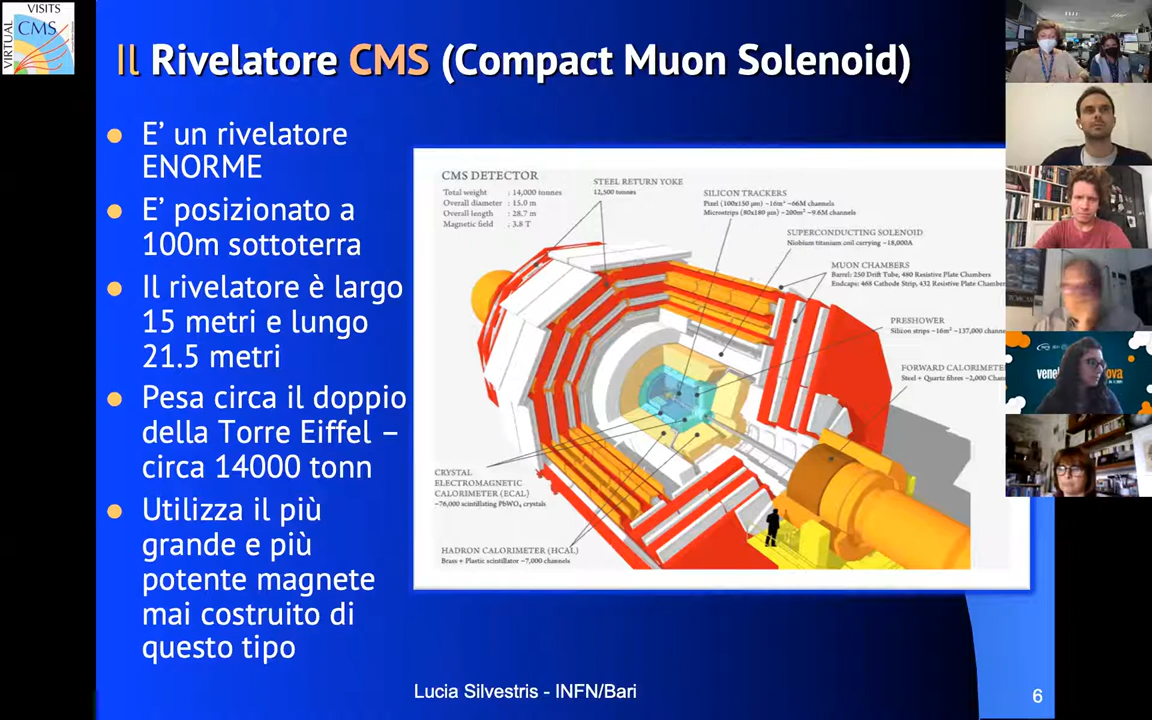 VISITS
VIRTUAL
CMS
Il Rivelatore CMS (Compact Muon Solenoid)
E' un rivelatore
ENORME
E' posizionato a
100m sottoterra
Il rivelatore è largo
15 metri e lungo
21.5 metri
Pesa circa il doppio
della Torre Eiffel –
circa 14000 tonn
Utilizza il più
grande e più
potente magnete
mai costruito di
questo tipo
CMS DETECTOR
Total weight : 14,000 tonnes
Overall diameter : 15.0 m
Overall length : 28.7 m
Magnetic field : 3.8 T
STEEL RETURN YOKE
12,500 tonnes
SILICON TRACKERS
Pixel (100x150 μm) ~16m² ~66M channels
Microstrips (80x180 μm) ~200m² ~9.6M channels
SUPERCONDUCTING SOLENOID
Niobium titanium coil carrying ~18,000A
MUON CHAMBERS
Barrel: 250 Drift Tube, 480 Resistive Plate Chambers
Endcaps: 468 Cathode Strip, 432 Resistive Plate Chambers
PRESHOWER
Silicon strips ~16m² ~137,000 channe
FORWARD CALORIMETE
Steel + Quartz fibres ~2,000 Chan
CRYSTAL
ELECTROMAGNETIC
CALORIMETER (ECAL)
~76,000 scintillating PbWO₄ crystals
HADRON CALORIMETER (HCAL)
Brass + Plastic scintillator ~7,000 channels
Lucia Silvestris - INFN/Bari
6